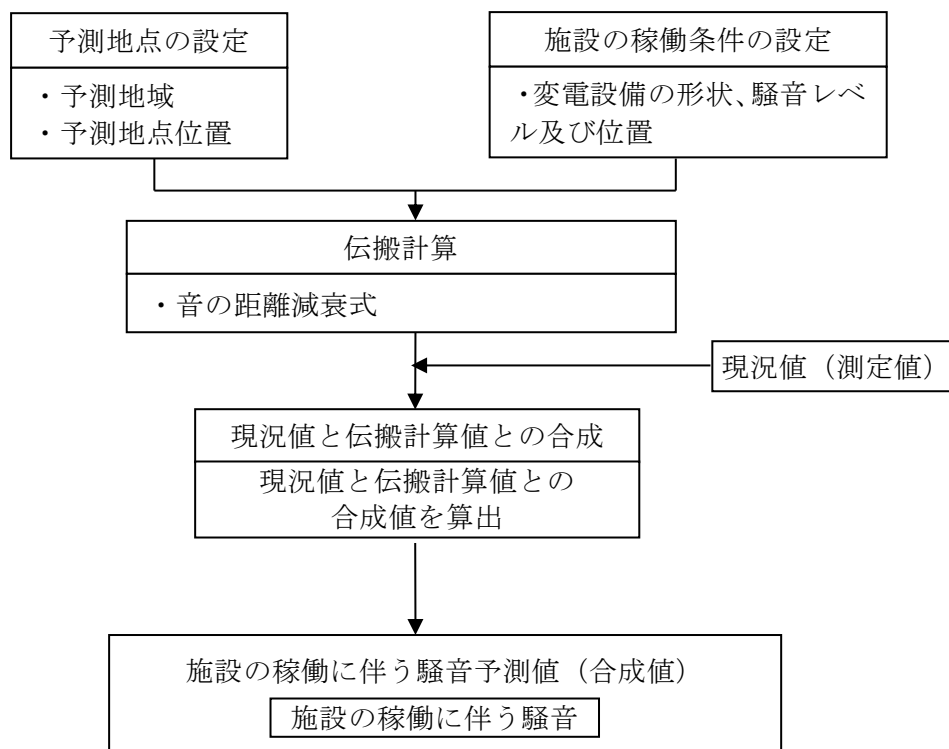 予測地点の設定
・予測地域
・予測地点位置
施設の稼働条件の設定
・変電設備の形状、騒音レベ
ル及び位置
伝搬計算
・音の距離減衰式
現況値（測定値）
現況値と伝搬計算値との合成
現況値と伝搬計算値との
合成値を算出
施設の稼働に伴う騒音予測値（合成値）
施設の稼働に伴う騒音